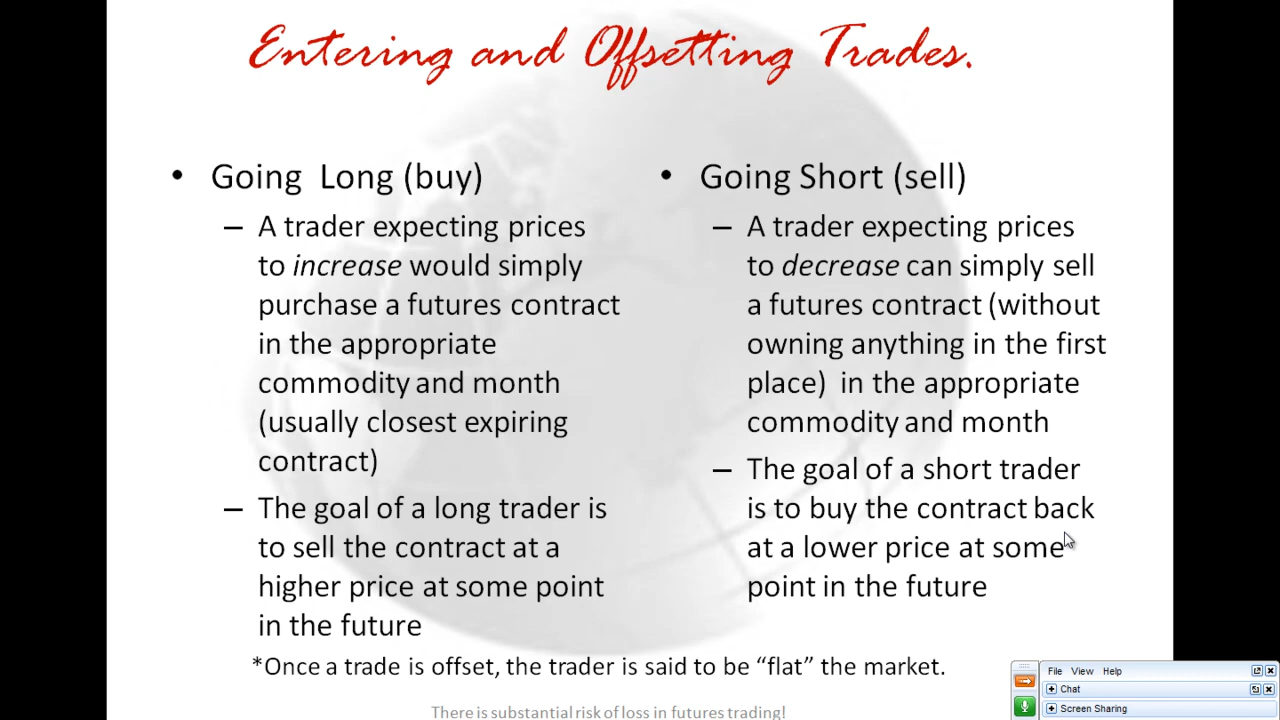 Entering and Offsetting Trades.
• Going Long (buy)
– A trader expecting prices
to increase would simply
purchase a futures contract
in the appropriate
commodity and month
(usually closest expiring
contract)
– The goal of a long trader is
to sell the contract at a
higher price at some point
in the future
• Going Short (sell)
– A trader expecting prices
to decrease can simply sell
a futures contract (without
owning anything in the first
place) in the appropriate
commodity and month
– The goal of a short trader
is to buy the contract back
at a lower price at some
point in the future
*Once a trade is offset, the trader is said to be “flat” the market.
There is substantial risk of loss in futures trading!
File View Help
Chat
Screen Sharing